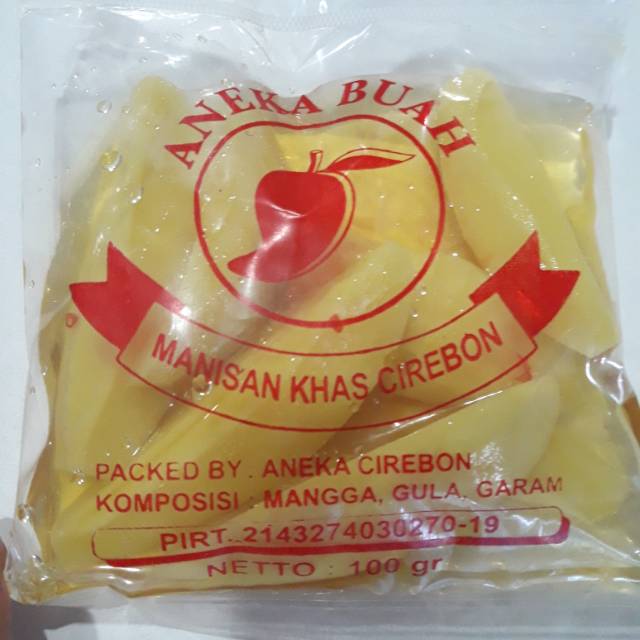 ANEKA BUAH
MANISAN KHAS CIREBON
PACKED BY : ANEKA CIREBON
KOMPOSISI : MANGGA, GULA, GARAM
PIRT. 2143274030270-19
NETTO : 100 gr